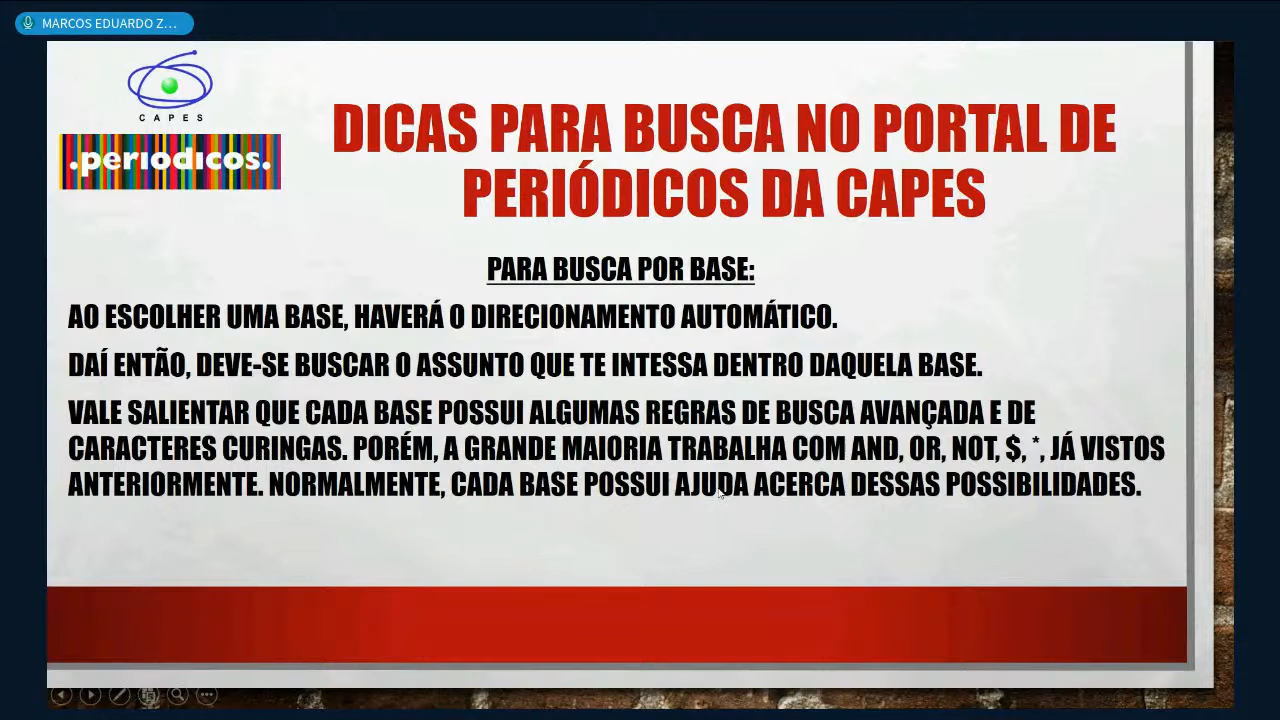 MARCOS EDUARDO Z...
CAPES
.periodicos.
DICAS PARA BUSCA NO PORTAL DE
PERIÓDICOS DA CAPES
PARA BUSCA POR BASE:
AO ESCOLHER UMA BASE, HAVERÁ O DIRECIONAMENTO AUTOMÁTICO.
DAÍ ENTÃO, DEVE-SE BUSCAR O ASSUNTO QUE TE INTESSA DENTRO DAQUELA BASE.
VALE SALIENTAR QUE CADA BASE POSSUI ALGUMAS REGRAS DE BUSCA AVANÇADA E DE
CARACTERES CURINGAS. PORÉM, A GRANDE MAIORIA TRABALHA COM AND, OR, NOT, $, *, JÁ VISTOS
ANTERIORMENTE. NORMALMENTE, CADA BASE POSSUI AJUDA ACERCA DESSAS POSSIBILIDADES.